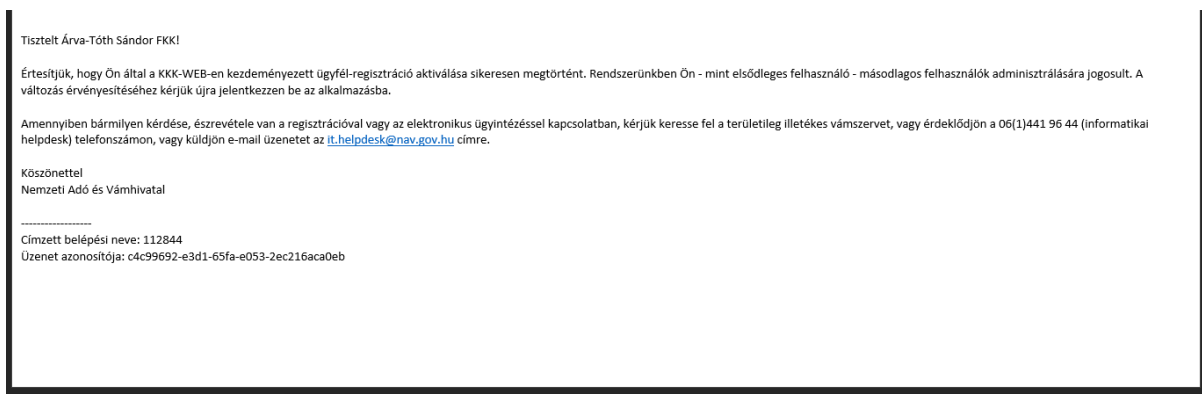 Tisztelt Árva-Tóth Sándor FKK!
Értesítjük, hogy Ön által a KKK-WEB-en kezdeményezett ügyfél-regisztráció aktiválása sikeresen megtörtént. Rendszerünkben Ön - mint elsődleges felhasználó - másodlagos felhasználók adminisztrálására jogosult. A
változás érvényesítéséhez kérjük újra jelentkezzen be az alkalmazásba.
Amennyiben bármilyen kérdése, észrevétele van a regisztrációval vagy az elektronikus ügyintézéssel kapcsolatban, kérjük keresse fel a területileg illetékes vámszervet, vagy érdeklődjön a 06(1)441 96 44 (informatikai
helpdesk) telefonszámon, vagy küldjön e-mail üzenetet az it.helpdesk@nav.gov.hu címre.
Köszönettel
Nemzeti Adó és Vámhivatal
------------------
Címzett belépési neve: 112844
Üzenet azonosítója: c4c99692-e3d1-65fa-e053-2ec216aca0eb